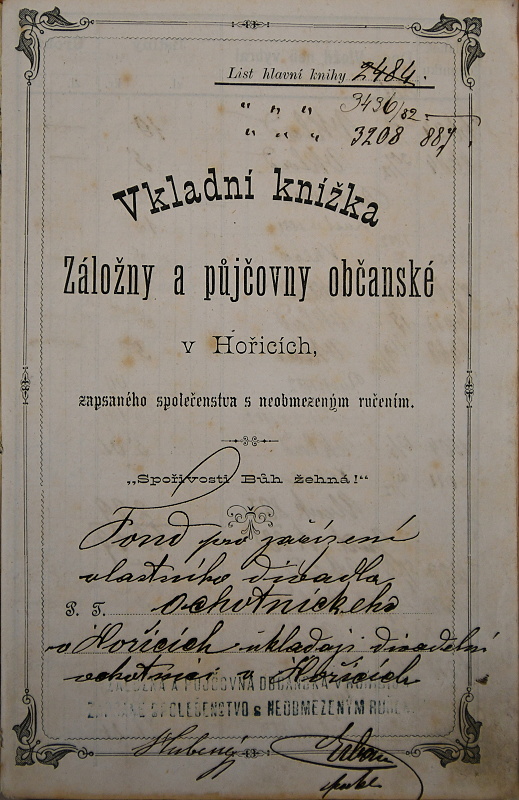 List hlavní knihy 2484.
" " " 3436/82
" " " 3208 887
Vkladní knížka
Záložny a půjčovny občanské
v Hořicích,
zapsaného společenstva s neobmezeným ručením.
„Spořivosti Bůh žehná!"
Fond pro zařízení
vlastního divadla
P. T. ochotnického
v Hořicích ukládají divadelní
ochotníci v Hořicích
ZÁLOŽNA A PŮJČOVNA OBČANSKÁ V HOŘICÍCH
ZAPSANÉ SPOLEČENSTVO s NEOBMEZENÝM RUČENÍM